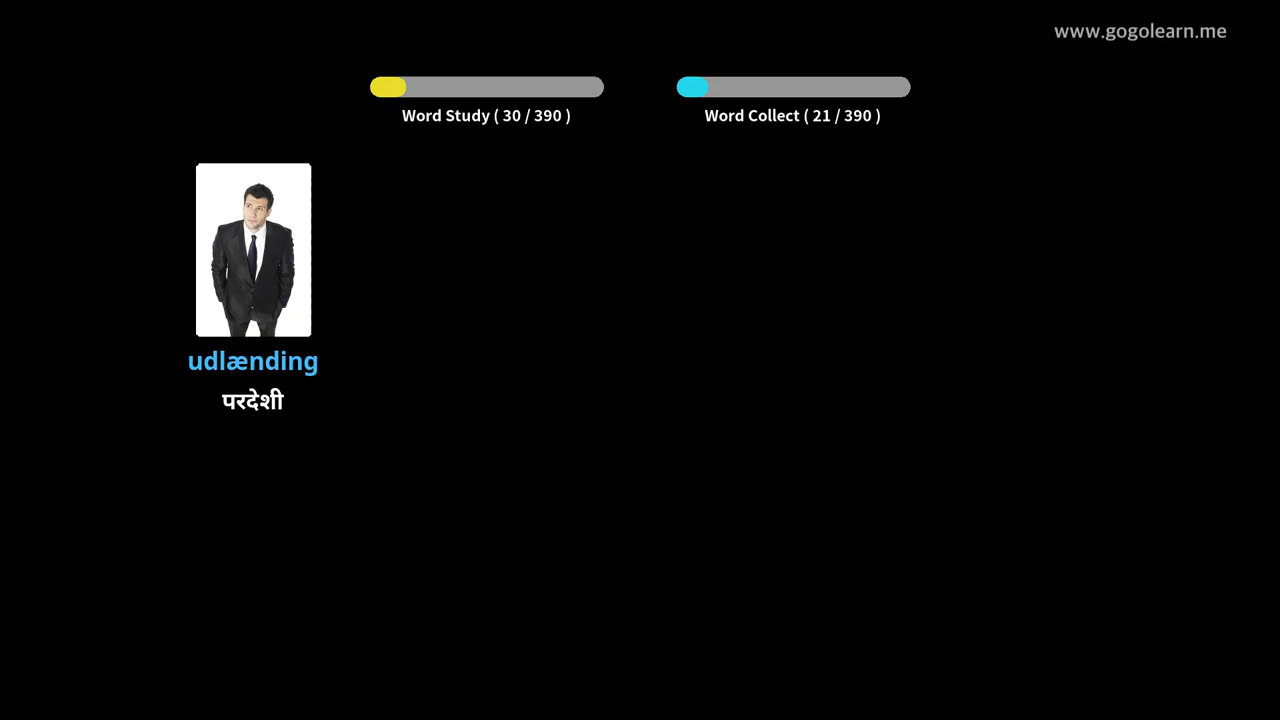 www.gogolearn.me
Word Study ( 30 / 390 )
Word Collect ( 21 / 390 )
udlænding
परदेशी